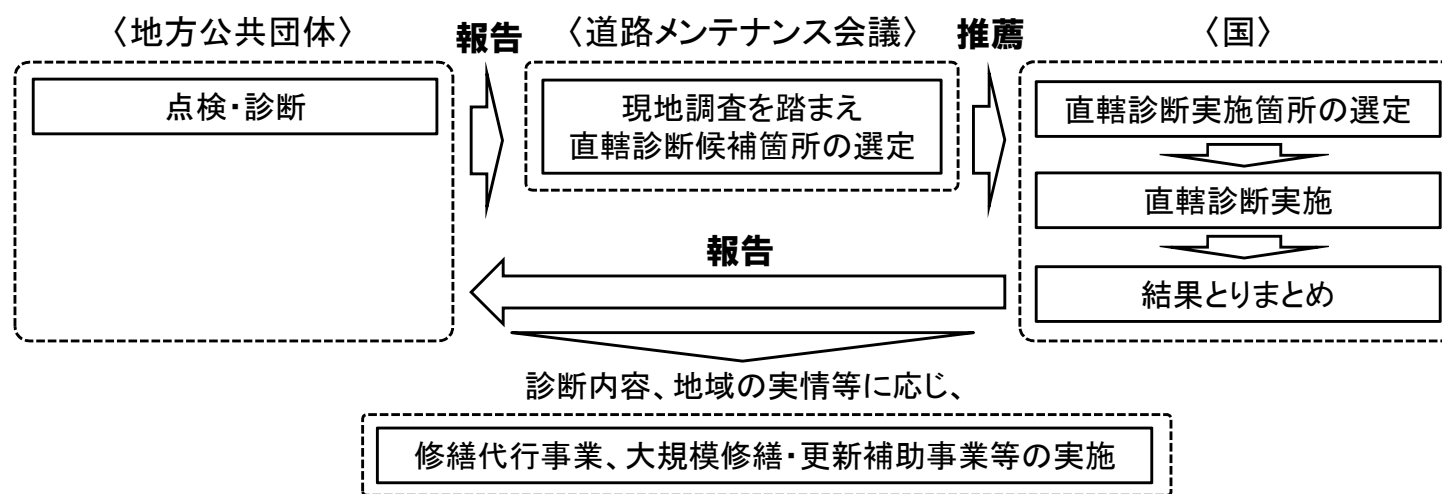 〈地方公共団体〉
報告
〈道路メンテナンス会議〉
推薦
〈国〉
点検・診断
現地調査を踏まえ
直轄診断候補箇所の選定
直轄診断実施箇所の選定
直轄診断実施
報告
結果とりまとめ
診断内容、地域の実情等に応じ、
修繕代行事業、大規模修繕・更新補助事業等の実施